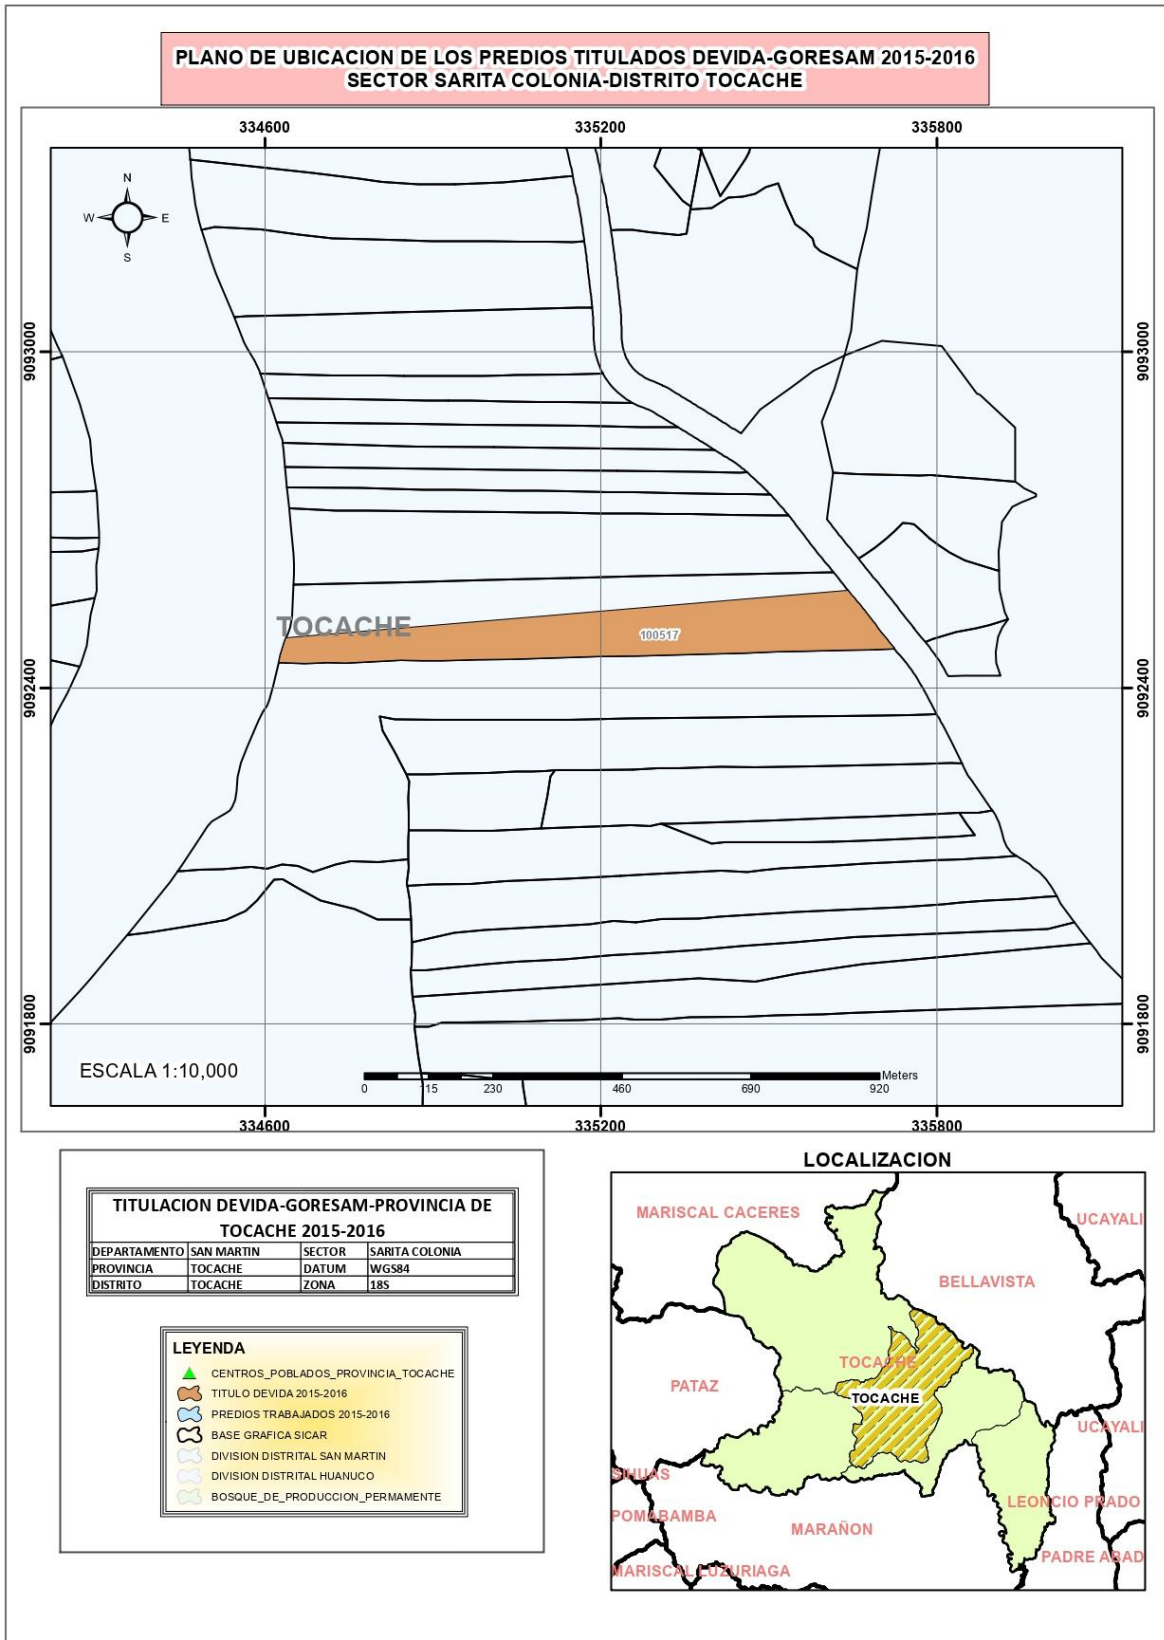 PLANO DE UBICACION DE LOS PREDIOS TITULADOS DEVIDA-GORESAM 2015-2016
SECTOR SARITA COLONIA-DISTRITO TOCACHE
334600 335200 335800
N
W E
S
9093000 9093000
TOCACHE
100517
9092400 9092400
9091800 9091800
ESCALA 1:10,000
Meters
0 115 230 460 690 920
334600 335200 335800
TITULACION DEVIDA-GORESAM-PROVINCIA DE
TOCACHE 2015-2016
DEPARTAMENTO SAN MARTIN SECTOR SARITA COLONIA
PROVINCIA TOCACHE DATUM WGS84
DISTRITO TOCACHE ZONA 18S
LEYENDA
CENTROS_POBLADOS_PROVINCIA_TOCACHE
TITULO DEVIDA 2015-2016
PREDIOS TRABAJADOS 2015-2016
BASE GRAFICA SICAR
DIVISION DISTRITAL SAN MARTIN
DIVISION DISTRITAL HUANUCO
BOSQUE_DE_PRODUCCION_PERMAMENTE
LOCALIZACION
MARISCAL CACERES
UCAYALI
BELLAVISTA
TOCACHE
PATAZ
TOCACHE
UCAYALI
SIHUAS
LEONCIO PRADO
POMABAMBA
MARAÑON
PADRE ABAD
MARISCAL LUZURIAGA